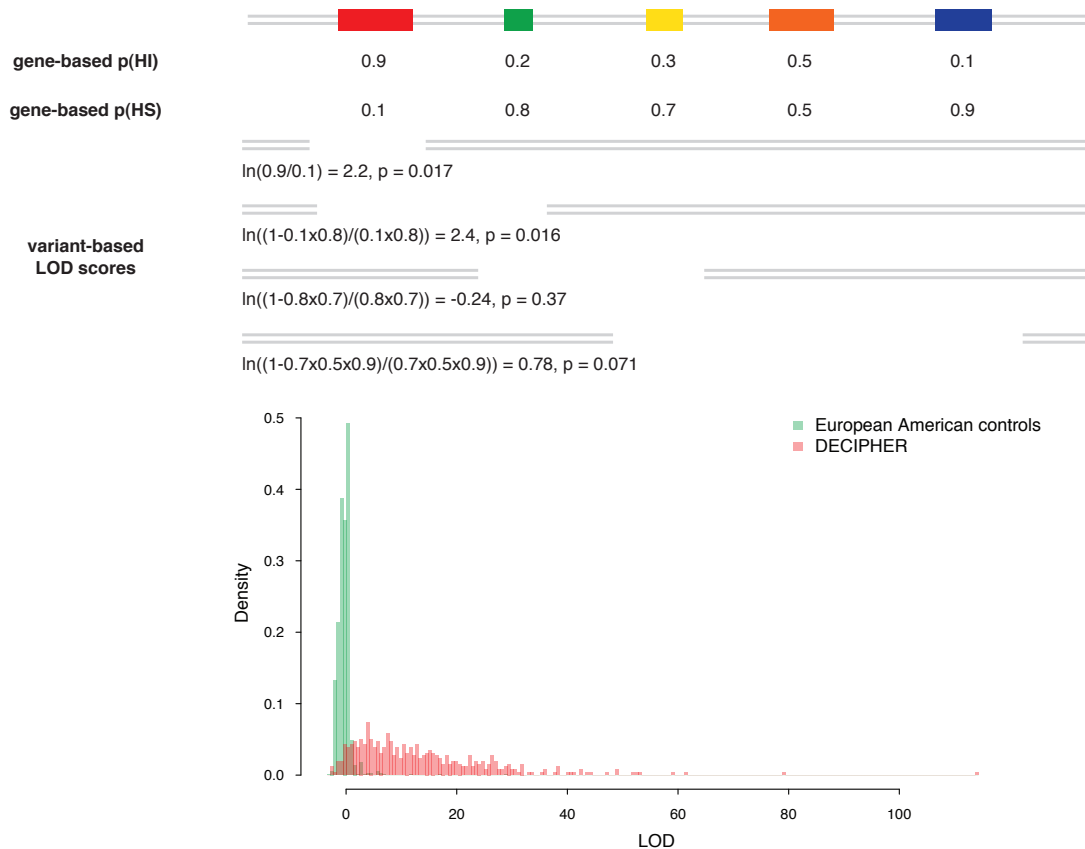 gene-based p(HI) 0.9 0.2 0.3 0.5 0.1
gene-based p(HS) 0.1 0.8 0.7 0.5 0.9
ln(0.9/0.1) = 2.2, p = 0.017
ln((1-0.1x0.8)/(0.1x0.8)) = 2.4, p = 0.016
variant-based
LOD scores
ln((1-0.8x0.7)/(0.8x0.7)) = -0.24, p = 0.37
ln((1-0.7x0.5x0.9)/(0.7x0.5x0.9)) = 0.78, p = 0.071
European American controls
DECIPHER
0.5
0.4
0.3
0.2
0.1
0.0
Density
0 20 40 60 80 100
LOD